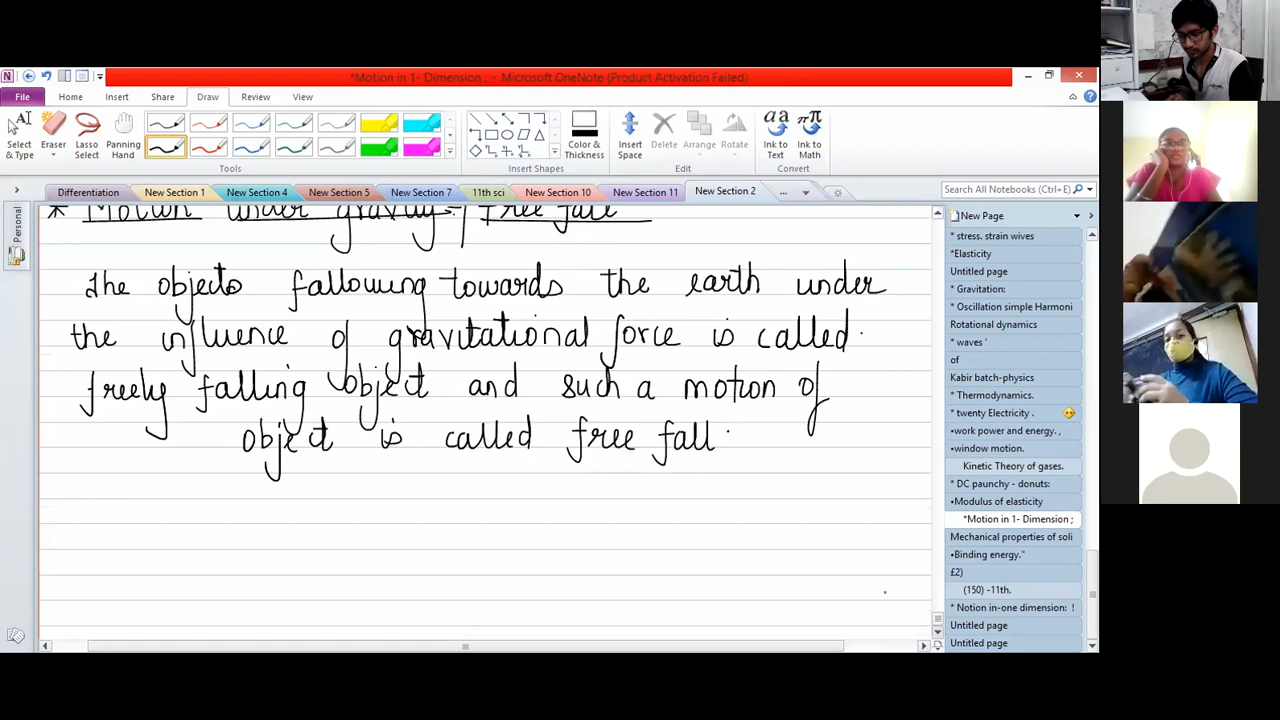 *Motion in 1- Dimension ; - Microsoft OneNote (Product Activation Failed)
File Home Insert Share Draw Review View
Select & Type Eraser Lasso Select Panning Hand Color & Thickness Insert Space Delete Arrange Rotate Ink to Text Ink to Math
Tools Insert Shapes Edit Convert
Differentiation New Section 1 New Section 4 New Section 5 New Section 7 11th sci New Section 10 New Section 11 New Section 2 ... Search All Notebooks (Ctrl+E)
Personal
* Motion under gravity :- / free fall
The objects fallowing towards the earth under
the influence of gravitational force is called.
freely falling object and such a motion of
object is called free fall.
New Page
* stress. strain wives
*Elasticity
Untitled page
* Gravitation:
* Oscillation simple Harmoni
Rotational dynamics
* waves '
of
Kabir batch-physics
* Thermodynamics.
* twenty Electricity .
•work power and energy. ,
•window motion.
Kinetic Theory of gases.
* DC paunchy - donuts:
•Modulus of elasticity
*Motion in 1- Dimension ;
Mechanical properties of soli
•Binding energy."
£2)
(150) -11th.
* Notion in-one dimension: !
Untitled page
Untitled page